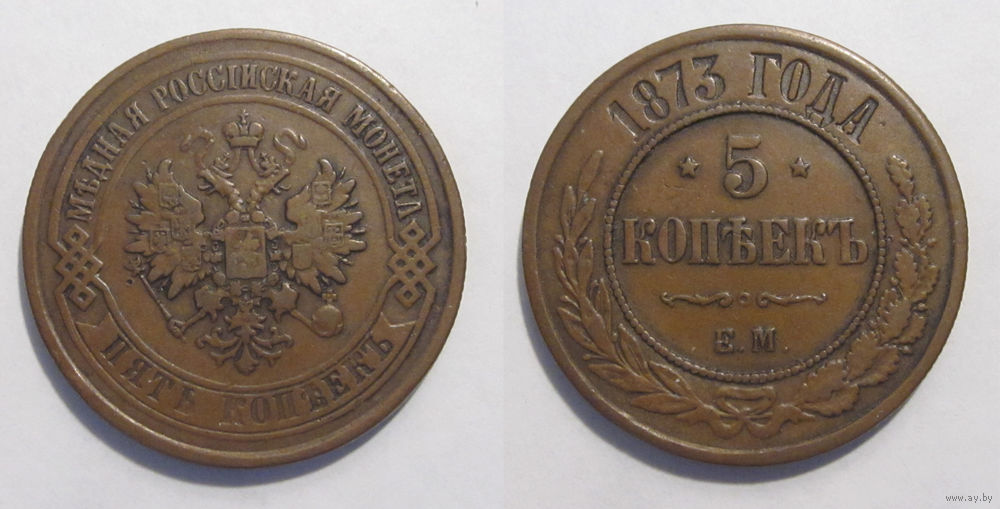 МѢДНАЯ РОССІЙСКАЯ МОНЕТА
ПЯТЬ КОПѢЕКЪ
1873 ГОДА
5
КОПѢЕКЪ
Е.М.
www.ay.by